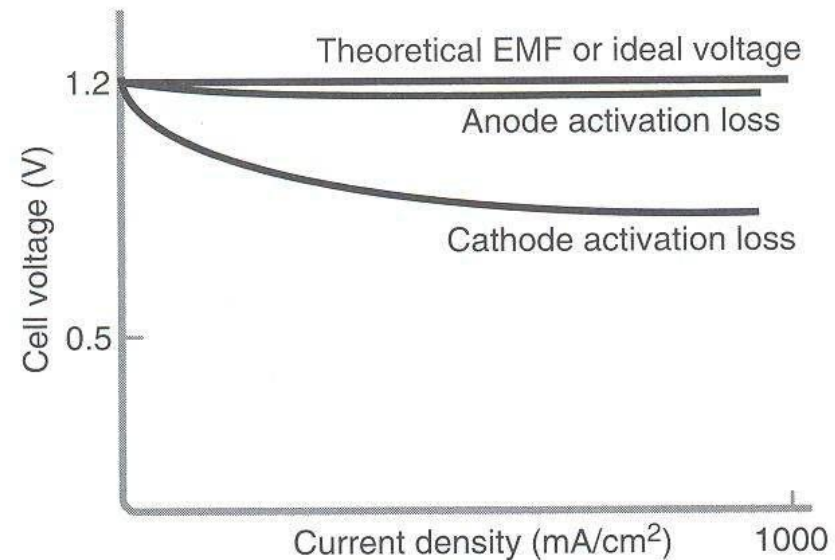 Theoretical EMF or ideal voltage
1.2
Anode activation loss
Cell voltage (V)
Cathode activation loss
0.5
Current density (mA/cm²)
1000